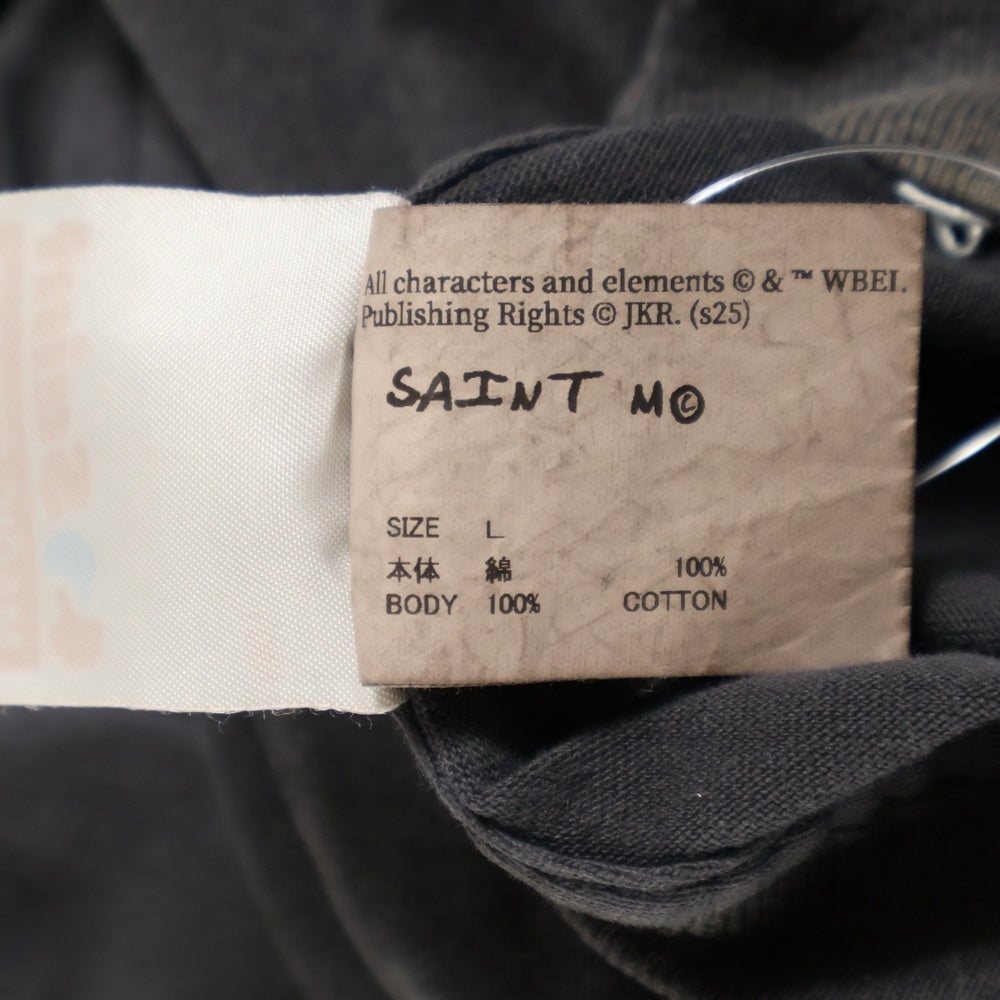 All characters and elements © & ™ WBEI.
Publishing Rights © JKR. (s25)
SAINT M©
SIZE L
本体 綿 100%
BODY 100% COTTON